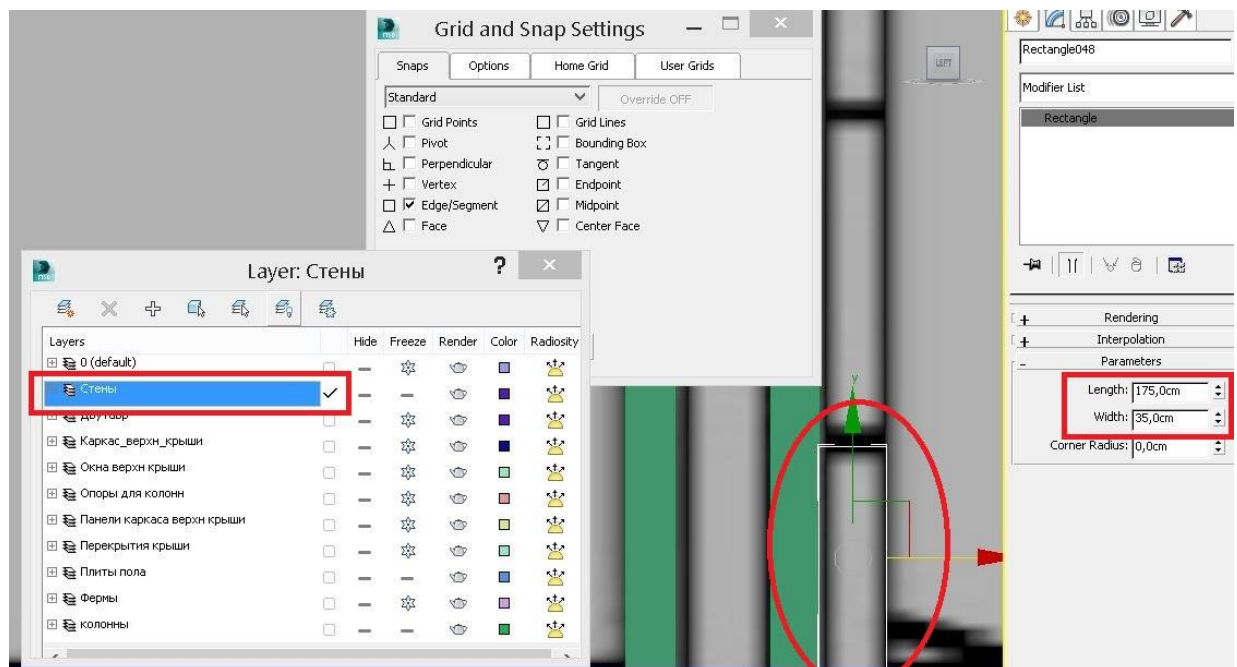 Grid and Snap Settings
Snaps Options Home Grid User Grids
Standard Override OFF
Grid Points Grid Lines
Pivot Bounding Box
Perpendicular Tangent
Vertex Endpoint
Edge/Segment Midpoint
Face Center Face
LEFT
Layer: Стены ?
Layers Hide Freeze Render Color Radiosity
0 (default)
Стены
Двутавр
Каркас_верхн_крыши
Окна верхн крыши
Опоры для колонн
Панели каркаса верхн крыши
Перекрытия крыши
Плиты пола
Фермы
колонны
y
Rectangle048
Modifier List
Rectangle
+ Rendering
+ Interpolation
- Parameters
Length: 175,0cm
Width: 35,0cm
Corner Radius: 0,0cm